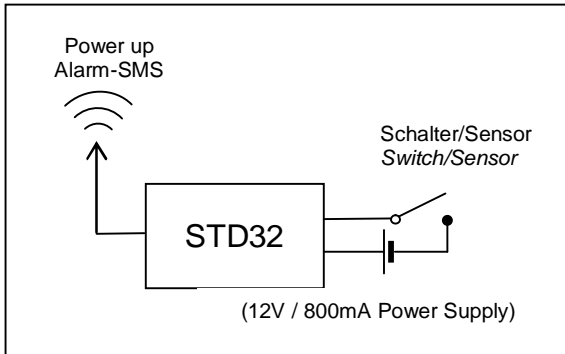 Power up
Alarm-SMS
Schalter/Sensor
Switch/Sensor
STD32
(12V / 800mA Power Supply)